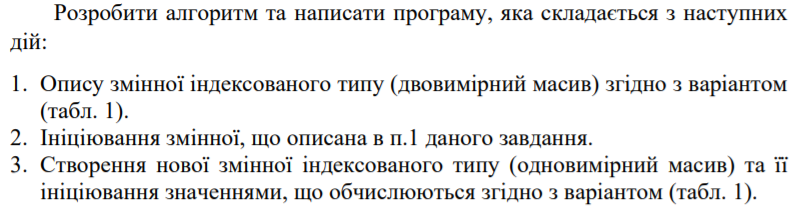 Розробити алгоритм та написати програму, яка складається з наступних
дій:
1. Опису змінної індексованого типу (двовимірний масив) згідно з варіантом
(табл. 1).
2. Ініціювання змінної, що описана в п.1 даного завдання.
3. Створення нової змінної індексованого типу (одновимірний масив) та її
ініціювання значеннями, що обчислюються згідно з варіантом (табл. 1).